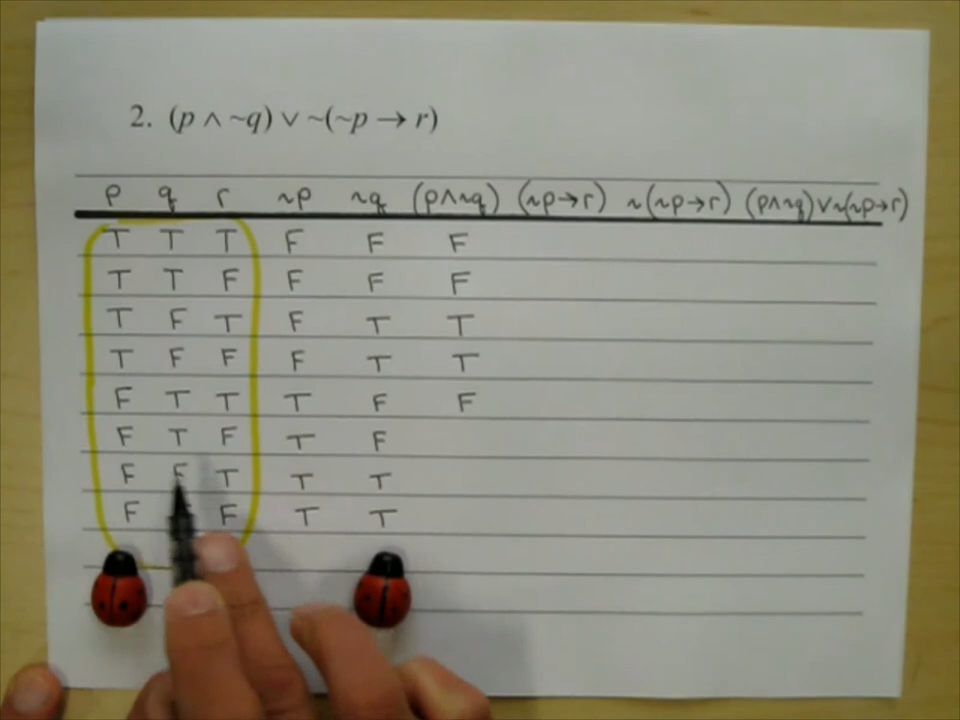 2. (p ∧ ~q) ∨ ~(~p → r)
p q r ~p ~q (p∧~q) (~p→r) ~(~p→r) (p∧~q)∨~(~p→r)
T T T F F F
T T F F F F
T F T F T T
T F F F T T
F T T T F F
F T F T F
F F T T T
F F T T